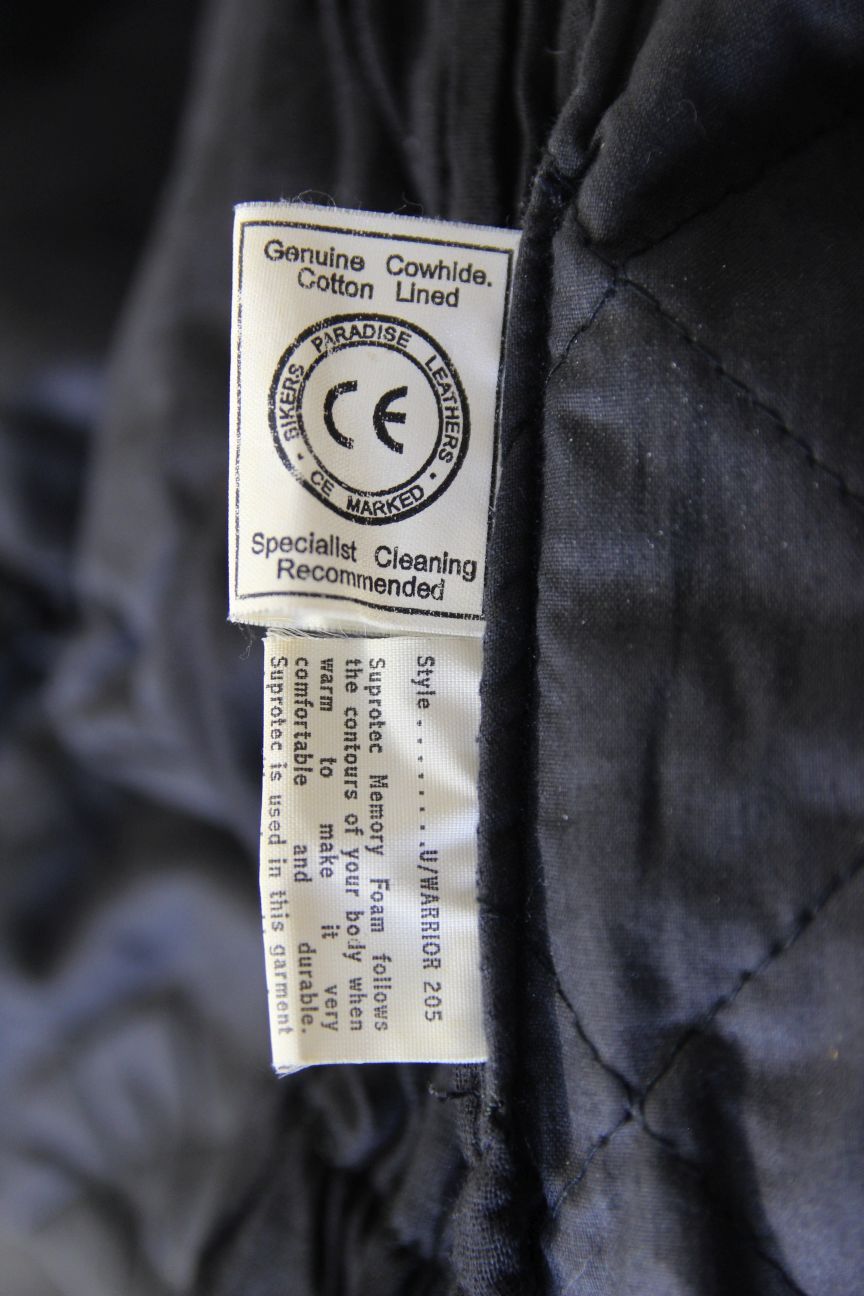 Genuine Cowhide.
Cotton Lined
BIKERS PARADISE LEATHERS
CE
• CE MARKED •
Specialist Cleaning
Recommended
Style .........U/WARRIOR 205
Suprotec Memory Foam follows
the contours of your body when
warm to make it very
comfortable and durable.
Suprotec is used in this garment